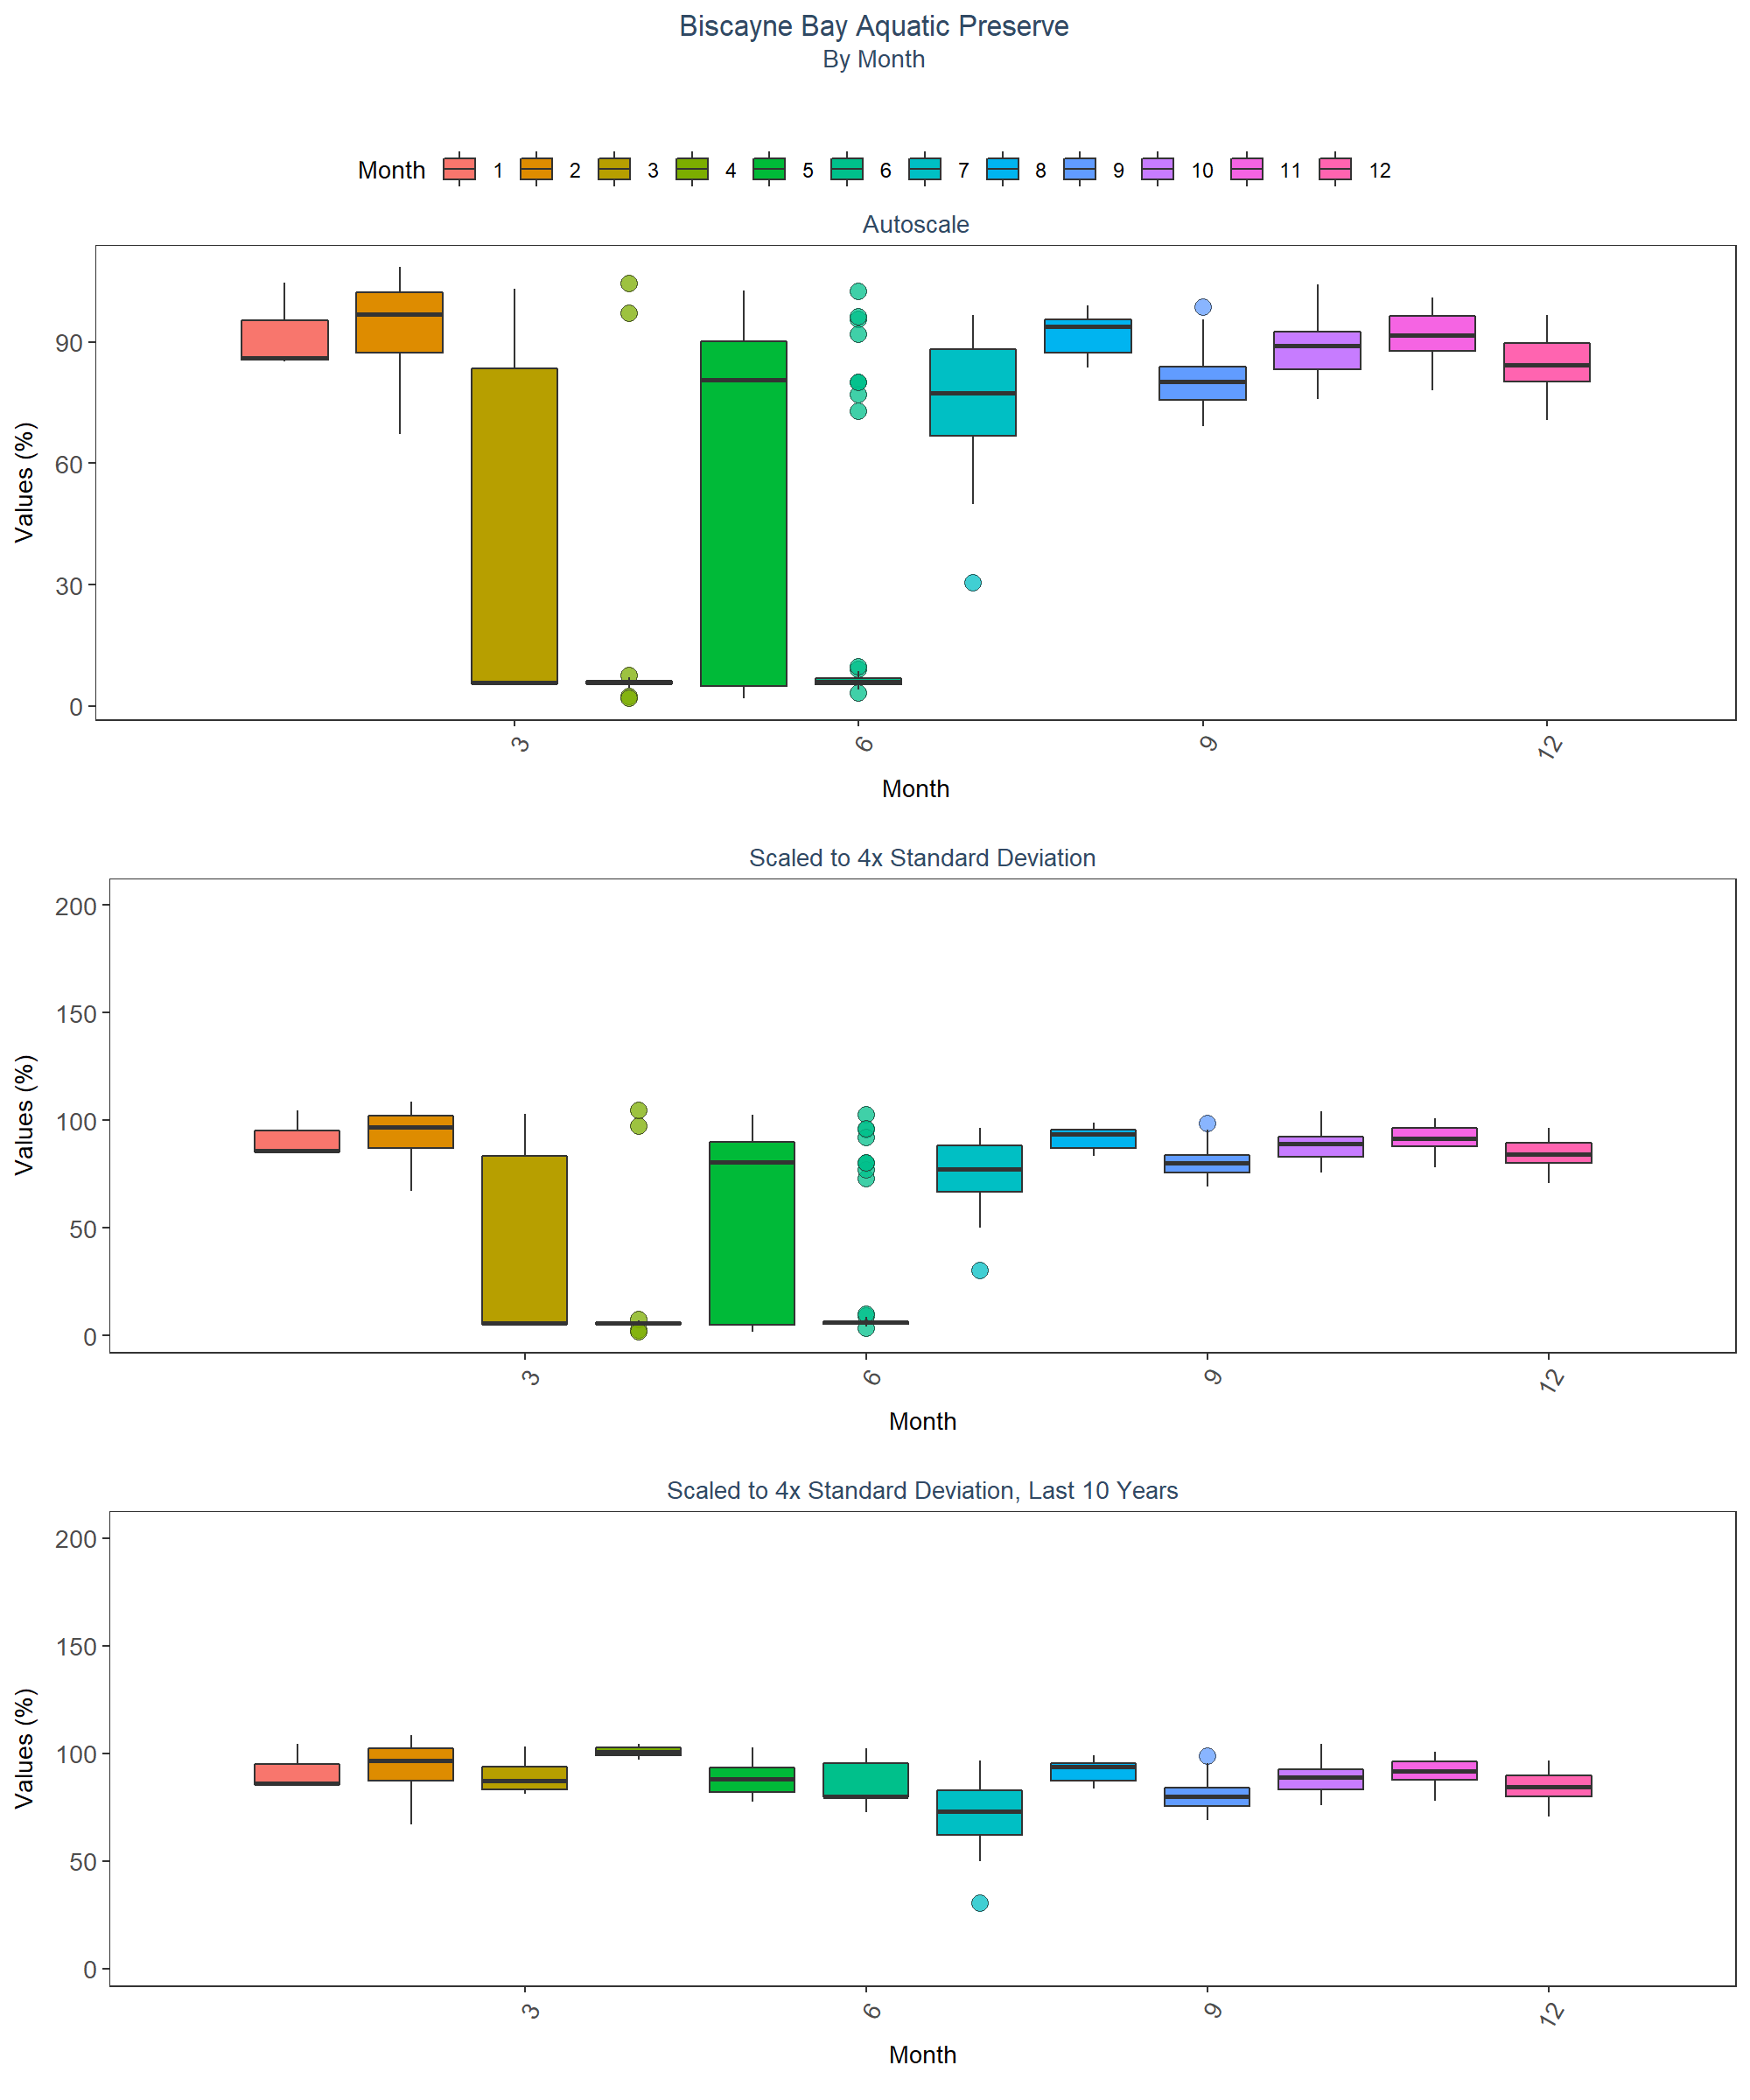 Biscayne Bay Aquatic Preserve
By Month
Month 1 2 3 4 5 6 7 8 9 10 11 12
Autoscale
Values (%)
90
60
30
0
3 6 9 12
Month
Scaled to 4x Standard Deviation
Values (%)
200
150
100
50
0
3 6 9 12
Month
Scaled to 4x Standard Deviation, Last 10 Years
Values (%)
200
150
100
50
0
3 6 9 12
Month